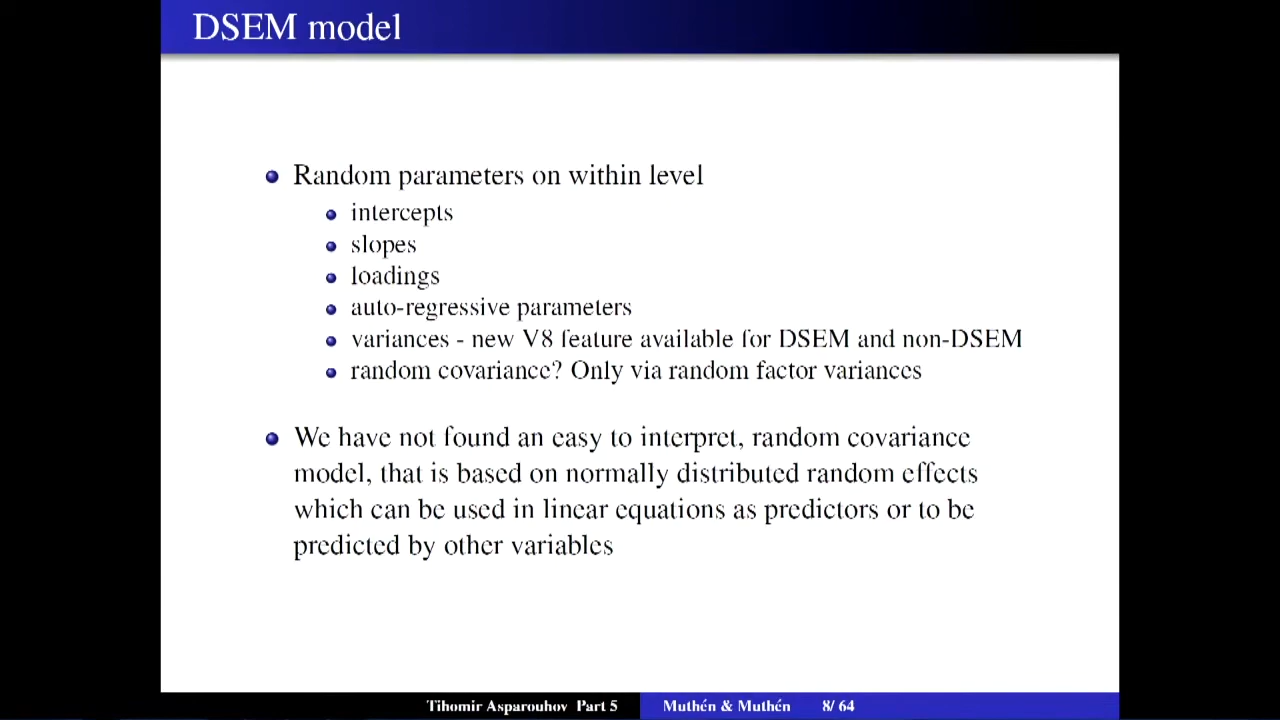 DSEM model
Random parameters on within level
intercepts
slopes
loadings
auto-regressive parameters
variances - new V8 feature available for DSEM and non-DSEM
random covariance? Only via random factor variances
We have not found an easy to interpret, random covariance
model, that is based on normally distributed random effects
which can be used in linear equations as predictors or to be
predicted by other variables
Tihomir Asparouhov Part 5 Muthén & Muthén 8/ 64